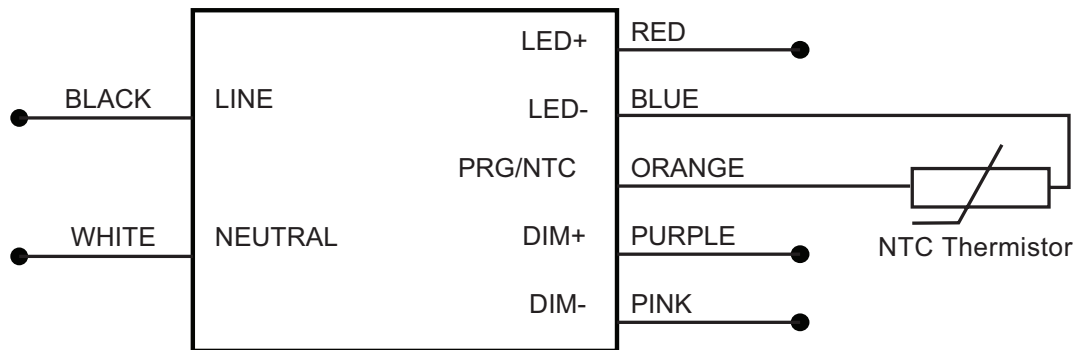 LED+ RED
BLACK LINE
LED- BLUE
PRG/NTC ORANGE
WHITE NEUTRAL
DIM+ PURPLE
NTC Thermistor
DIM- PINK